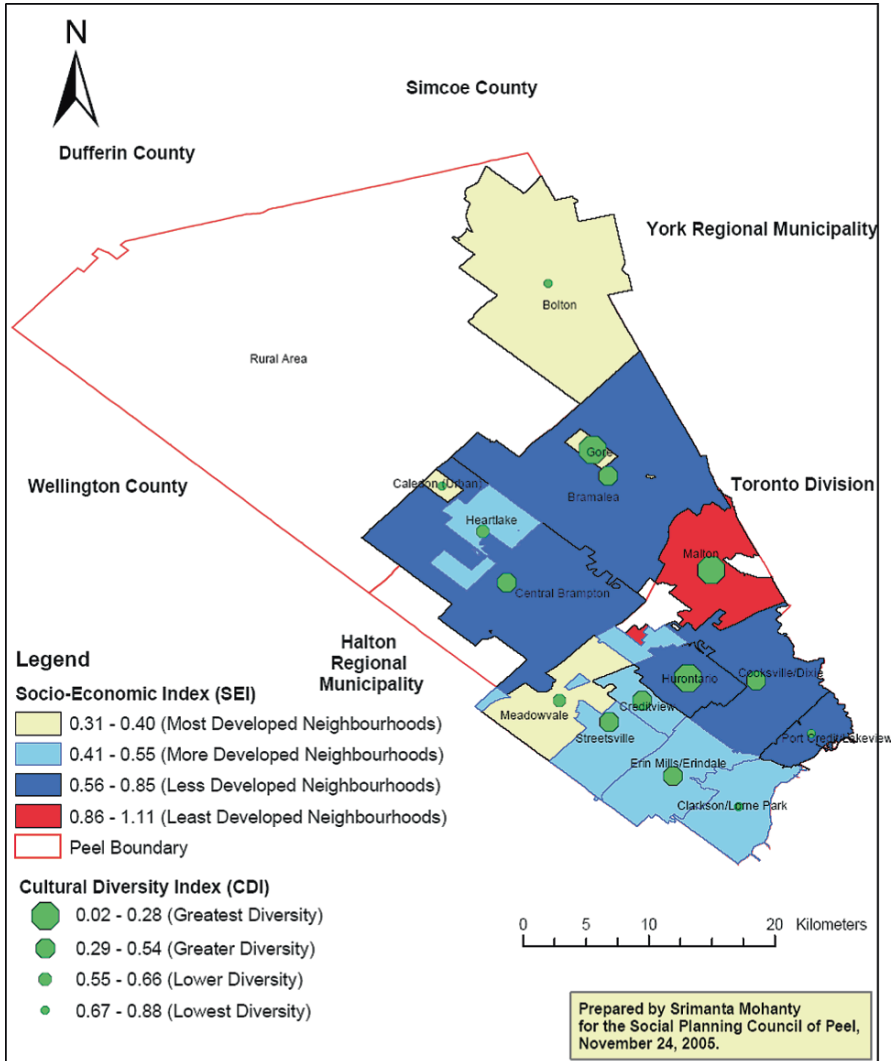 N
Simcoe County
Dufferin County
York Regional Municipality
Bolton
Rural Area
Gore
Wellington County
Caledon (Urban)
Bramalea
Toronto Division
Heartlake
Malton
Central Brampton
Halton
Regional
Municipality
Hurontario
Cooksville/Dixie
Meadowvale
Creditview
Streetsville
Port Credit/Lakeview
Erin Mills/Erindale
Clarkson/Lorne Park
Legend
Socio-Economic Index (SEI)
0.31 - 0.40 (Most Developed Neighbourhoods)
0.41 - 0.55 (More Developed Neighbourhoods)
0.56 - 0.85 (Less Developed Neighbourhoods)
0.86 - 1.11 (Least Developed Neighbourhoods)
Peel Boundary
Cultural Diversity Index (CDI)
0.02 - 0.28 (Greatest Diversity)
0.29 - 0.54 (Greater Diversity)
0.55 - 0.66 (Lower Diversity)
0.67 - 0.88 (Lowest Diversity)
0 5 10 20 Kilometers
Prepared by Srimanta Mohanty
for the Social Planning Council of Peel,
November 24, 2005.